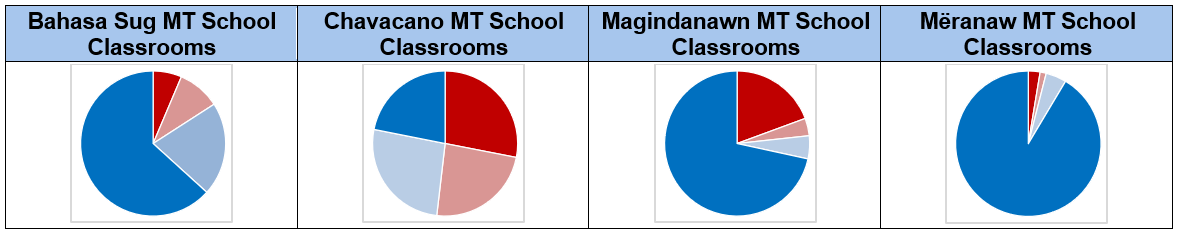 Bahasa Sug MT School
Classrooms
Chavacano MT School
Classrooms
Magindanawn MT School
Classrooms
Mëranaw MT School
Classrooms